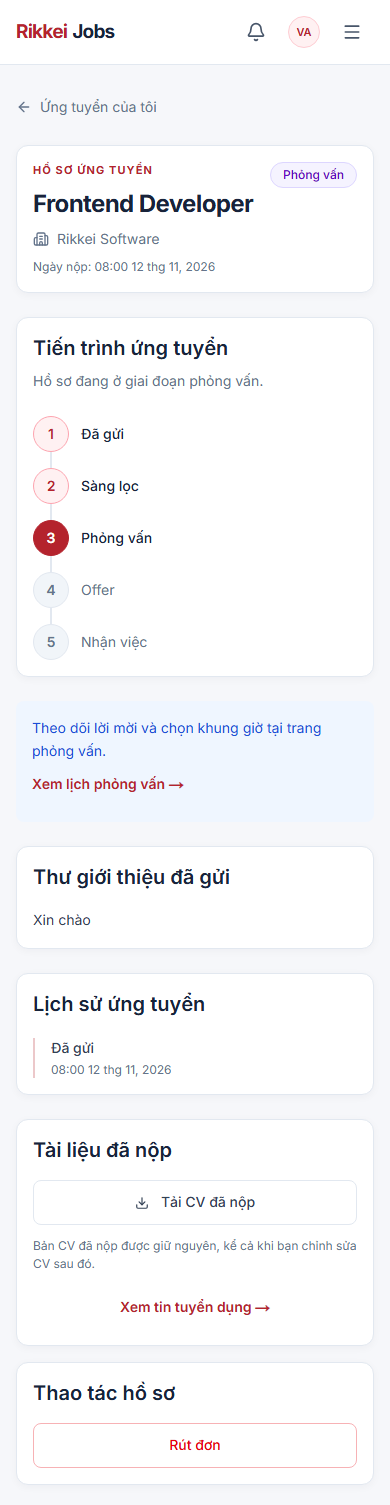 Rikkei Jobs
VA
Ứng tuyển của tôi
HỒ SƠ ỨNG TUYỂN
Phỏng vấn
Frontend Developer
Rikkei Software
Ngày nộp: 08:00 12 thg 11, 2026
Tiến trình ứng tuyển
Hồ sơ đang ở giai đoạn phỏng vấn.
1 Đã gửi
2 Sàng lọc
3 Phỏng vấn
4 Offer
5 Nhận việc
Theo dõi lời mời và chọn khung giờ tại trang
phỏng vấn.
Xem lịch phỏng vấn →
Thư giới thiệu đã gửi
Xin chào
Lịch sử ứng tuyển
Đã gửi
08:00 12 thg 11, 2026
Tài liệu đã nộp
Tải CV đã nộp
Bản CV đã nộp được giữ nguyên, kể cả khi bạn chỉnh sửa
CV sau đó.
Xem tin tuyển dụng →
Thao tác hồ sơ
Rút đơn